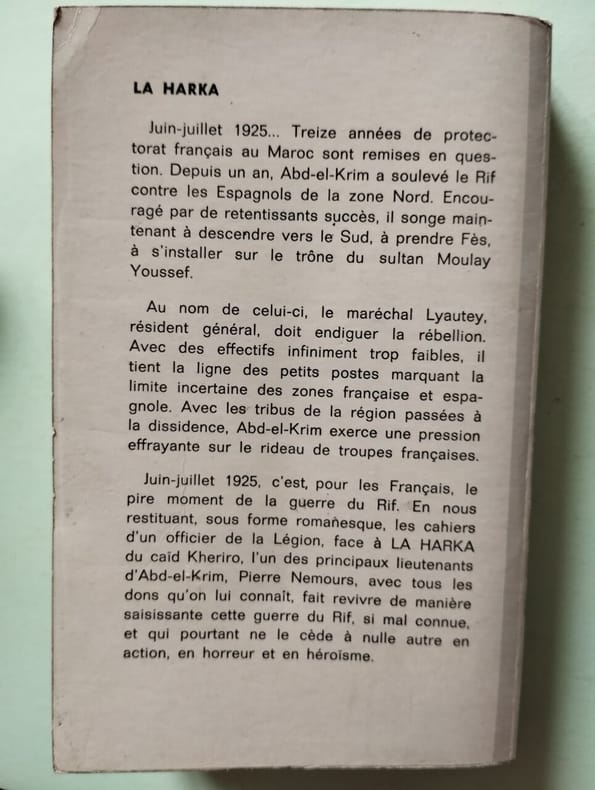 LA HARKA
Juin-juillet 1925... Treize années de protec-
torat français au Maroc sont remises en ques-
tion. Depuis un an, Abd-el-Krim a soulevé le Rif
contre les Espagnols de la zone Nord. Encou-
ragé par de retentissants succès, il songe main-
tenant à descendre vers le Sud, à prendre Fès,
à s'installer sur le trône du sultan Moulay
Youssef.
Au nom de celui-ci, le maréchal Lyautey,
résident général, doit endiguer la rébellion.
Avec des effectifs infiniment trop faibles, il
tient la ligne des petits postes marquant la
limite incertaine des zones française et espa-
gnole. Avec les tribus de la région passées à
la dissidence, Abd-el-Krim exerce une pression
effrayante sur le rideau de troupes françaises.
Juin-juillet 1925, c'est, pour les Français, le
pire moment de la guerre du Rif. En nous
restituant, sous forme romanesque, les cahiers
d'un officier de la Légion, face à LA HARKA
du caïd Kheriro, l'un des principaux lieutenants
d'Abd-el-Krim, Pierre Nemours, avec tous les
dons qu'on lui connaît, fait revivre de manière
saisissante cette guerre du Rif, si mal connue,
et qui pourtant ne le cède à nulle autre en
action, en horreur et en héroïsme.